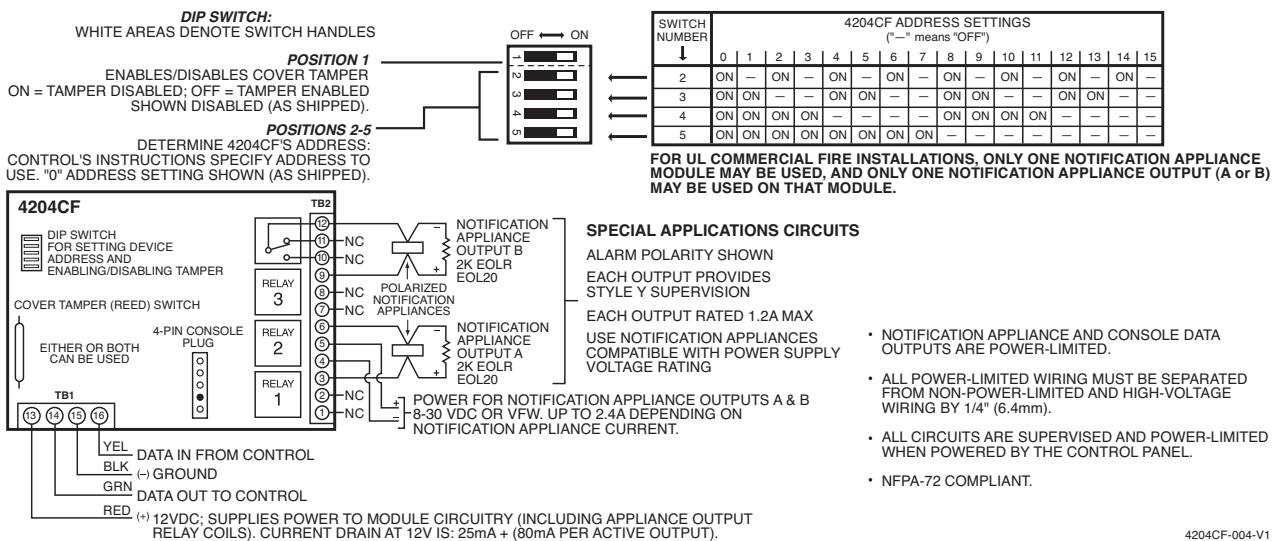 DIP SWITCH:
WHITE AREAS DENOTE SWITCH HANDLES
POSITION 1
ENABLES/DISABLES COVER TAMPER
ON = TAMPER DISABLED; OFF = TAMPER ENABLED
SHOWN DISABLED (AS SHIPPED).
POSITIONS 2-5
DETERMINE 4204CF'S ADDRESS:
CONTROL'S INSTRUCTIONS SPECIFY ADDRESS TO
USE. "0" ADDRESS SETTING SHOWN (AS SHIPPED).
OFF ⟷ ON
1
2
3
4
5
SWITCH NUMBER ↓
4204CF ADDRESS SETTINGS
("—" means "OFF")
0 1 2 3 4 5 6 7 8 9 10 11 12 13 14 15
2 ON — ON — ON — ON — ON — ON — ON — ON —
3 ON ON — — ON ON — — ON ON — — ON ON — —
4 ON ON ON ON — — — — ON ON ON ON — — — —
5 ON ON ON ON ON ON ON ON — — — — — — — —
FOR UL COMMERCIAL FIRE INSTALLATIONS, ONLY ONE NOTIFICATION APPLIANCE
MODULE MAY BE USED, AND ONLY ONE NOTIFICATION APPLIANCE OUTPUT (A or B)
MAY BE USED ON THAT MODULE.
4204CF
DIP SWITCH
FOR SETTING DEVICE
ADDRESS AND
ENABLING/DISABLING TAMPER
COVER TAMPER (REED) SWITCH
EITHER OR BOTH
CAN BE USED
4-PIN CONSOLE
PLUG
RELAY
3
RELAY
2
RELAY
1
TB2
12
11 NC
10 NC
9
8 NC
7 NC
6
5
4
3
2 NC
1 NC
–
+
NOTIFICATION
APPLIANCE
OUTPUT B
2K EOLR
EOL20
POLARIZED
NOTIFICATION
APPLIANCES
–
+
NOTIFICATION
APPLIANCE
OUTPUT A
2K EOLR
EOL20
+
–
POWER FOR NOTIFICATION APPLIANCE OUTPUTS A & B
8-30 VDC OR VFW. UP TO 2.4A DEPENDING ON
NOTIFICATION APPLIANCE CURRENT.
SPECIAL APPLICATIONS CIRCUITS
ALARM POLARITY SHOWN
EACH OUTPUT PROVIDES
STYLE Y SUPERVISION
EACH OUTPUT RATED 1.2A MAX
USE NOTIFICATION APPLIANCES
COMPATIBLE WITH POWER SUPPLY
VOLTAGE RATING
• NOTIFICATION APPLIANCE AND CONSOLE DATA
OUTPUTS ARE POWER-LIMITED.
• ALL POWER-LIMITED WIRING MUST BE SEPARATED
FROM NON-POWER-LIMITED AND HIGH-VOLTAGE
WIRING BY 1/4" (6.4mm).
• ALL CIRCUITS ARE SUPERVISED AND POWER-LIMITED
WHEN POWERED BY THE CONTROL PANEL.
• NFPA-72 COMPLIANT.
TB1
13 14 15 16
YEL DATA IN FROM CONTROL
BLK (–) GROUND
GRN DATA OUT TO CONTROL
RED (+) 12VDC; SUPPLIES POWER TO MODULE CIRCUITRY (INCLUDING APPLIANCE OUTPUT
RELAY COILS). CURRENT DRAIN AT 12V IS: 25mA + (80mA PER ACTIVE OUTPUT).
4204CF-004-V1